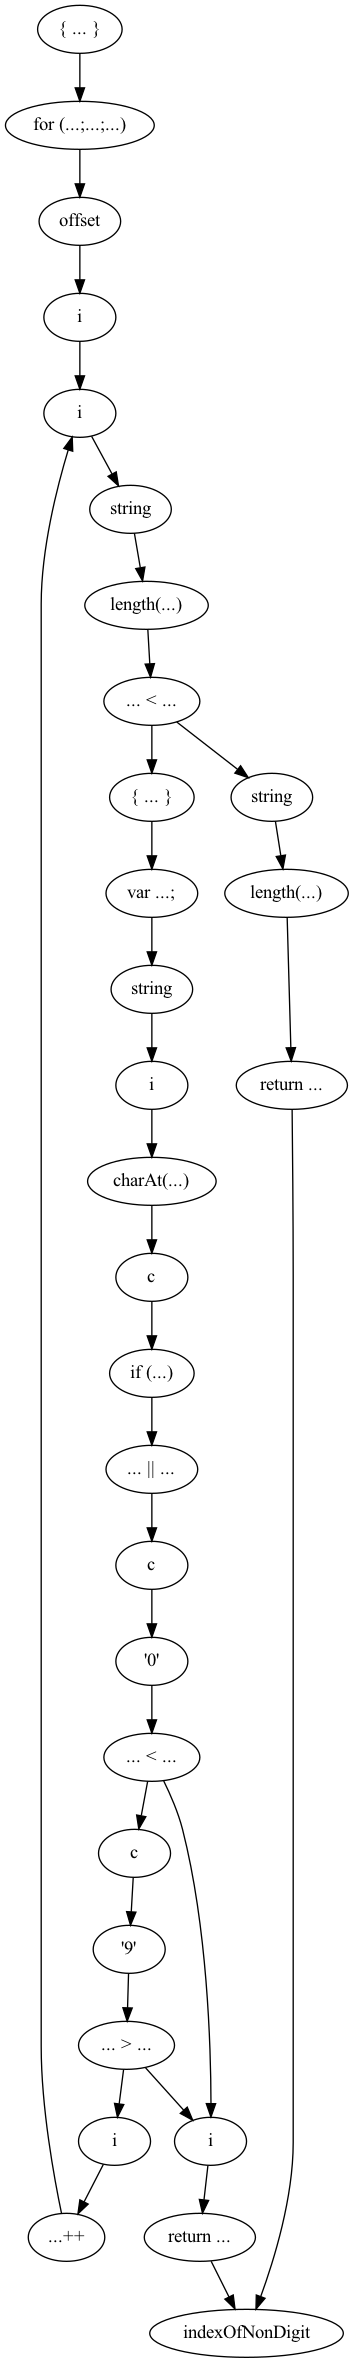 { ... }
for (...;...;...)
offset
i
i
string
length(...)
... < ...
{ ... }
string
var ...;
length(...)
string
i
return ...
charAt(...)
c
if (...)
... || ...
c
'0'
... < ...
c
'9'
... > ...
i
i
...++
return ...
indexOfNonDigit